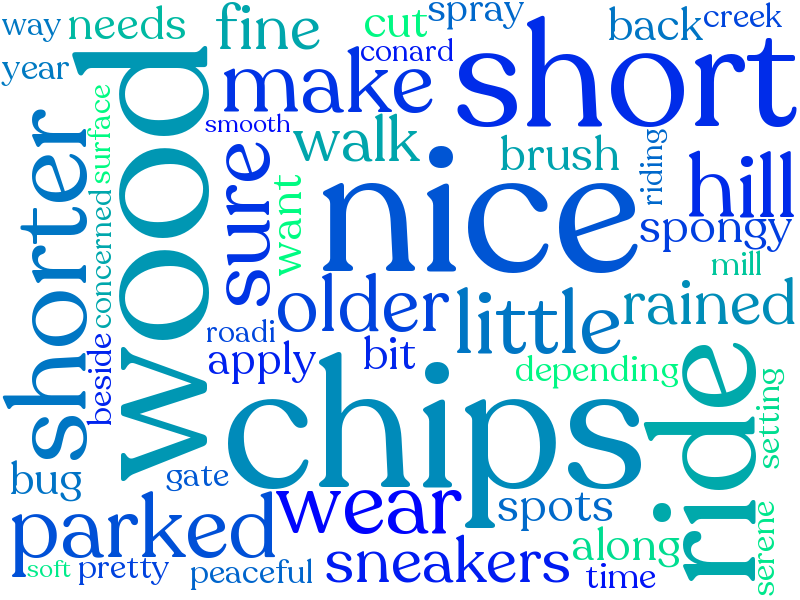 way
needs
fine
cut
spray
back
creek
year
conard
make
short
smooth
walk
brush
riding
hill
wood
shorter
surface
concerned
sure
want
nice
spongy
mill
older
little
rained
roadi
apply
bit
beside
depending
chips
ride
setting
bug
gate
wear
spots
parked
sneakers
along
serene
soft
pretty
peaceful
time